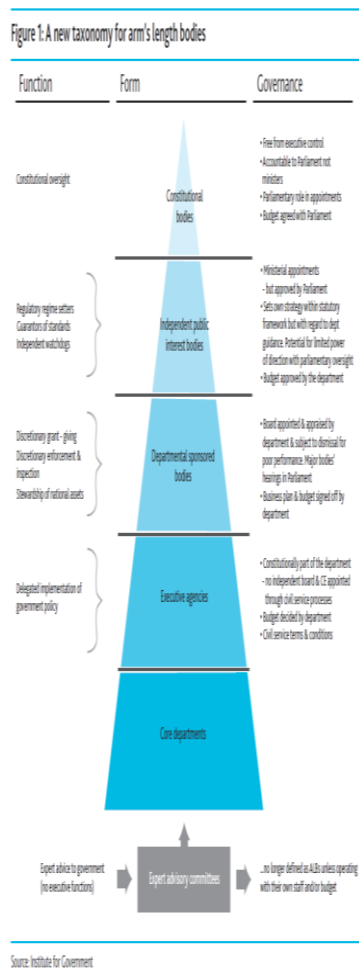 Figure 1: A new taxonomy for arm's length bodies
Function
Form
Governance
Constitutional oversight
Constitutional
bodies
• Free from executive control
• Accountable to Parliament not
ministers
• Parliamentary role in appointments
• Budget agreed with Parliament
Regulatory regime setters
Guarantors of standards
Independent watchdogs
Independent public
interest bodies
• Ministerial appointments
- but approved by Parliament
• Sets own strategy within statutory
framework but with regard to dept
guidance. Potential for limited power
of direction with parliamentary oversight
• Budget approved by the department
Discretionary grant - giving
Discretionary enforcement &
inspection
Stewardship of national assets
Departmental sponsored
bodies
• Board appointed & appraised by
department & subject to dismissal for
poor performance. Major bodies'
hearings in Parliament
• Business plan & budget signed off by
department
Delegated implementation of
government policy
Executive agencies
• Constitutionally part of the department
- no independent board & CE appointed
through civil service processes
• Budget decided by department
• Civil service terms & conditions
Core departments
Expert advice to government
(no executive functions)
Expert advisory committees
...no longer defined as ALBs unless operating
with their own staff and/or budget
Source: Institute for Government